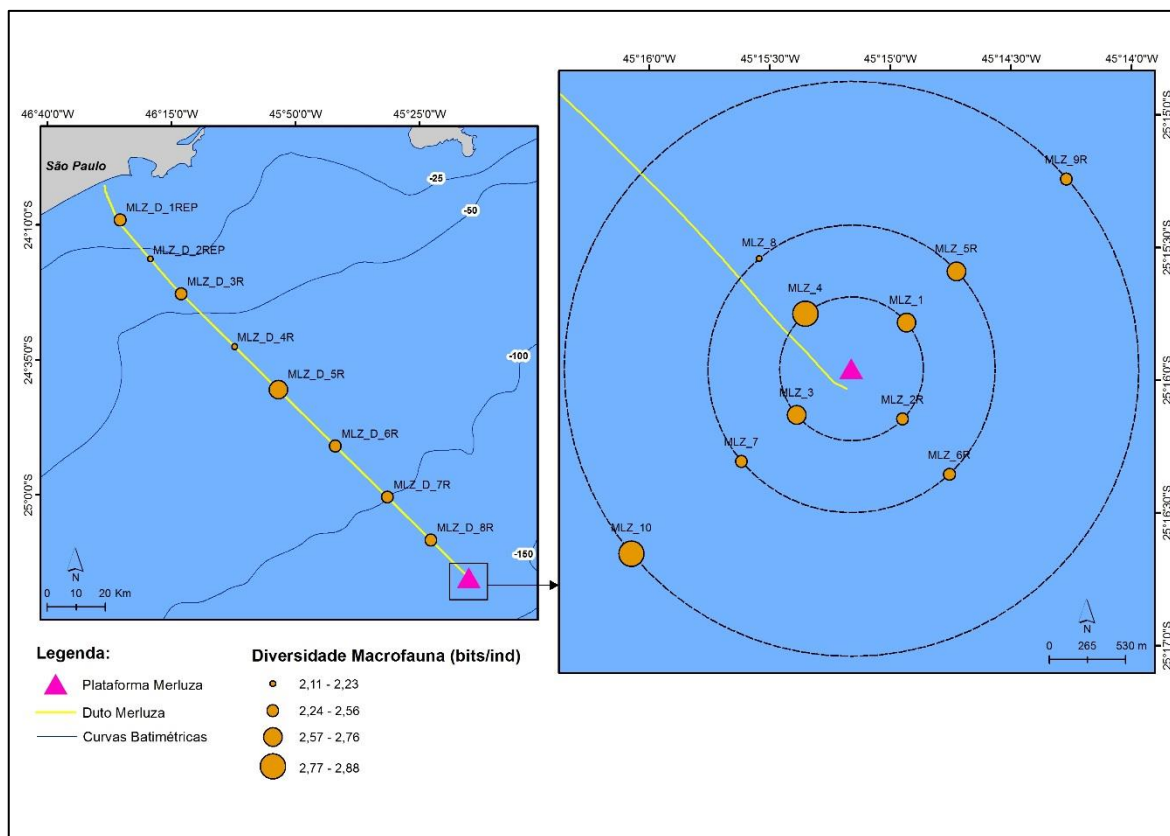 46°40'0"W 46°15'0"W 45°50'0"W 45°25'0"W
São Paulo
-25
-50
-100
-150
24°10'0"S
24°35'0"S
25°0'0"S
MLZ_D_1REP
MLZ_D_2REP
MLZ_D_3R
MLZ_D_4R
MLZ_D_5R
MLZ_D_6R
MLZ_D_7R
MLZ_D_8R
N
0 10 20 Km
45°16'0"W 45°15'30"W 45°15'0"W 45°14'30"W 45°14'0"W
25°15'0"S
25°15'30"S
25°16'0"S
25°16'30"S
25°17'0"S
MLZ_9R
MLZ_8
MLZ_5R
MLZ_4
MLZ_1
MLZ_3
MLZ_2R
MLZ_7
MLZ_6R
MLZ_10
N
0 265 530 m
Legenda:
Plataforma Merluza
Duto Merluza
Curvas Batimétricas
Diversidade Macrofauna (bits/ind)
2,11 - 2,23
2,24 - 2,56
2,57 - 2,76
2,77 - 2,88